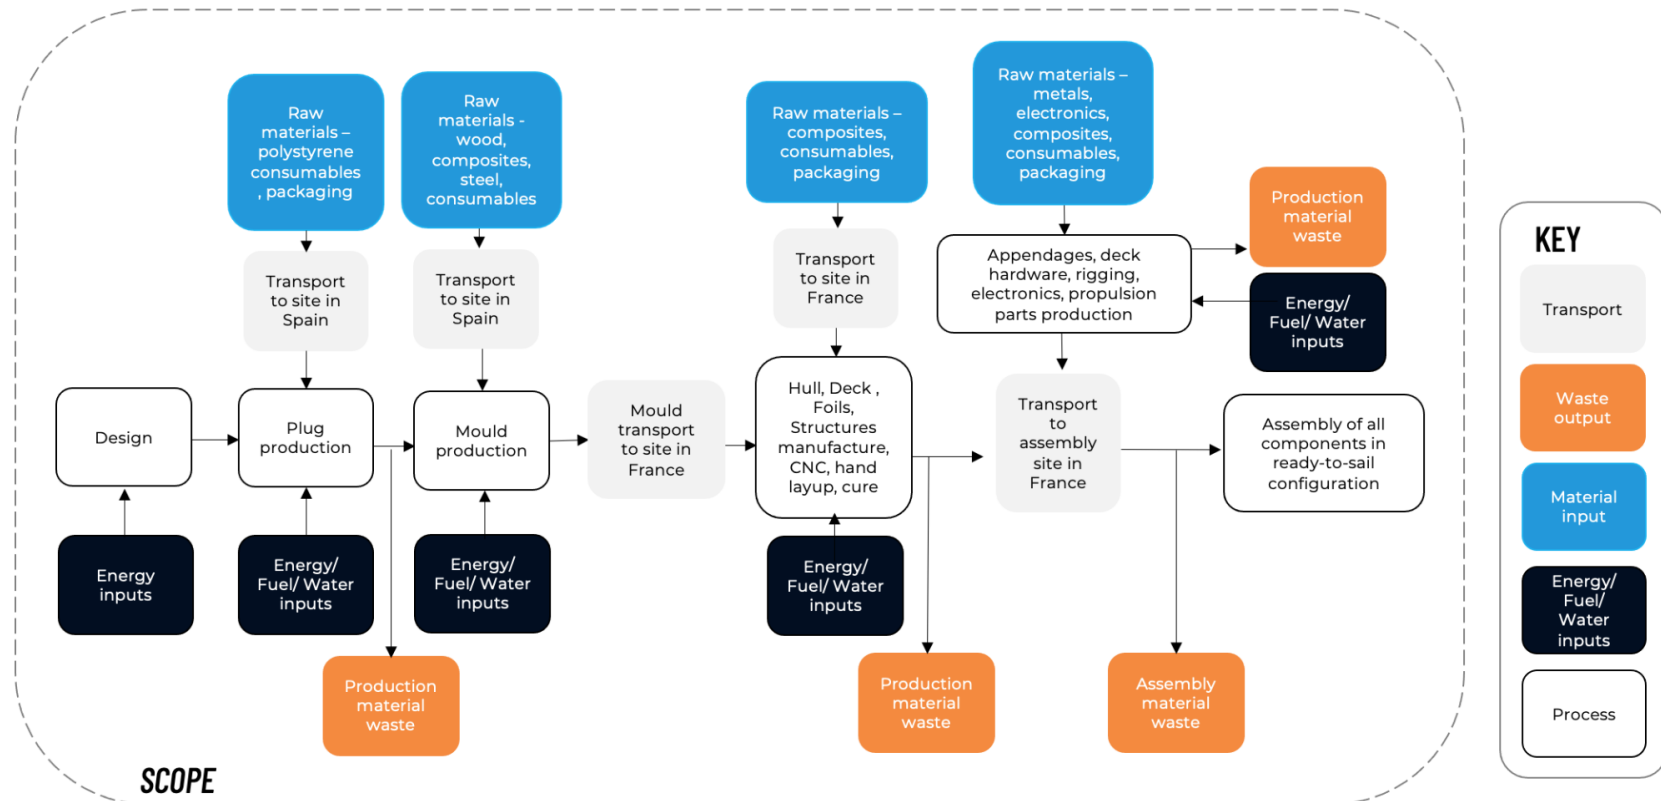 Raw
materials –
polystyrene
consumables
, packaging
Raw
materials -
wood,
composites,
steel,
consumables
Raw materials –
composites,
consumables,
packaging
Raw materials –
metals,
electronics,
composites,
consumables,
packaging
Production
material
waste
Transport
to site in
Spain
Transport
to site in
Spain
Transport
to site in
France
Appendages, deck
hardware, rigging,
electronics, propulsion
parts production
Energy/
Fuel/ Water
inputs
Design
Plug
production
Mould
production
Mould
transport
to site in
France
Hull, Deck ,
Foils,
Structures
manufacture,
CNC, hand
layup, cure
Transport
to
assembly
site in
France
Assembly of all
components in
ready-to-sail
configuration
Energy
inputs
Energy/
Fuel/ Water
inputs
Energy/
Fuel/ Water
inputs
Energy/
Fuel/ Water
inputs
Production
material
waste
Production
material
waste
Assembly
material
waste
SCOPE
KEY
Transport
Waste
output
Material
input
Energy/
Fuel/
Water
inputs
Process